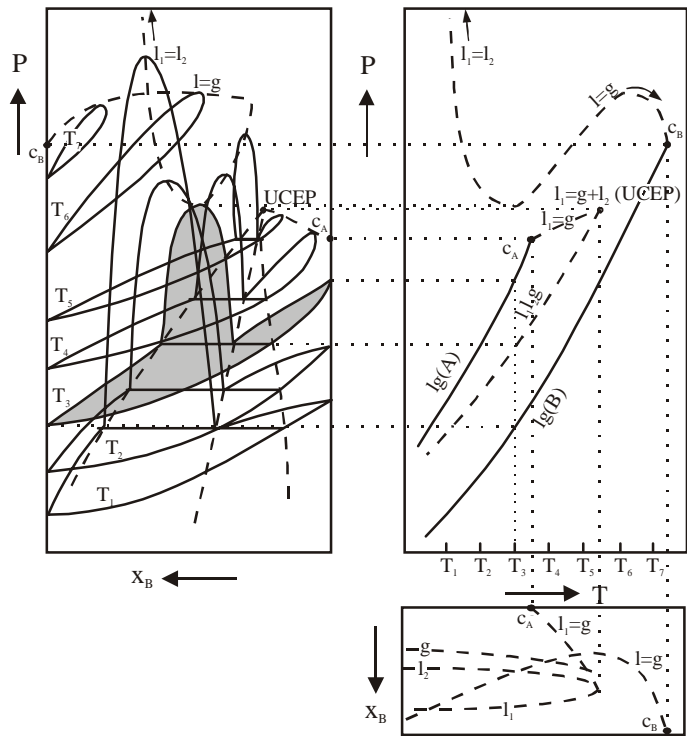 P
l₁=l₂
l=g
c_B
T₇
T₆
UCEP
c_A
T₅
T₄
T₃
T₂
T₁
x_B
P
l₁=l₂
l=g
c_B
l₁=g+l₂ (UCEP)
l₁=g
c_A
l₁l₂g
lg(A)
lg(B)
T₁ T₂ T₃ T₄ T₅ T₆ T₇
T
c_A
l₁=g
g
l=g
l₂
l₁
x_B
c_B